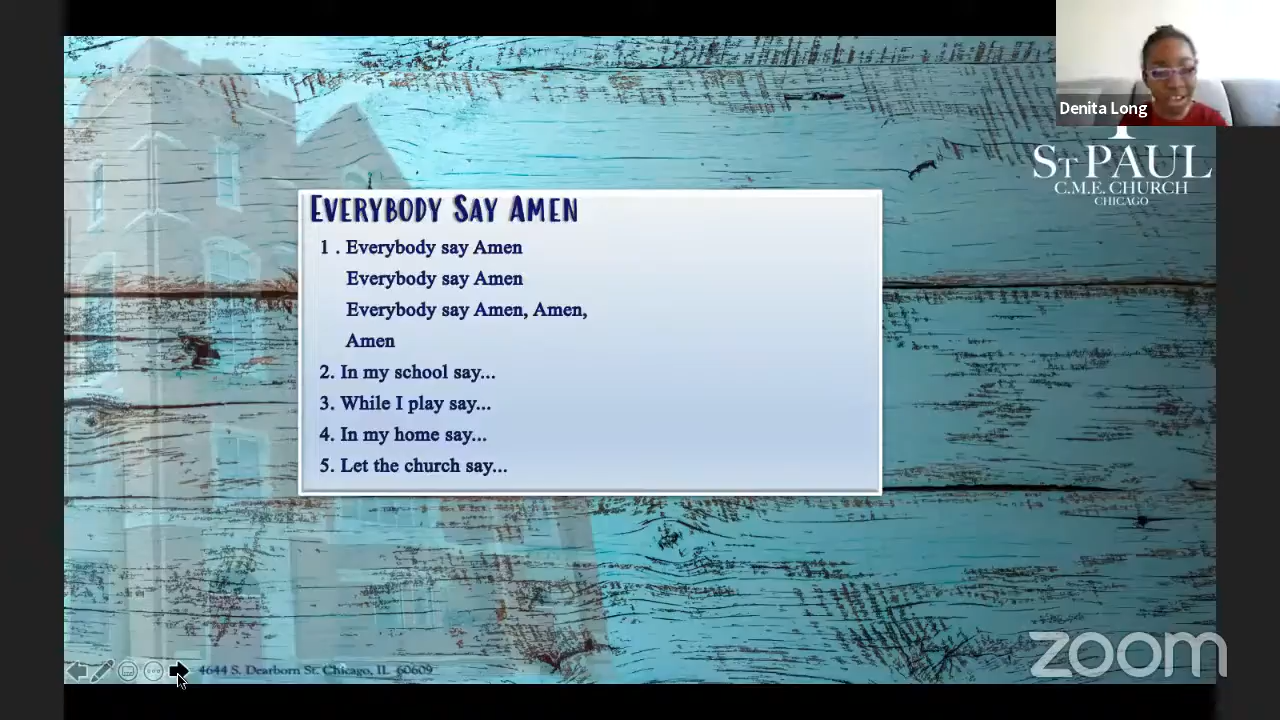 Denita Long
ST PAUL
C.M.E. CHURCH
CHICAGO
EVERYBODY SAY AMEN
1 . Everybody say Amen
Everybody say Amen
Everybody say Amen, Amen,
Amen
2. In my school say...
3. While I play say...
4. In my home say...
5. Let the church say...
4644 S. Dearborn St. Chicago, IL 60609
zoom